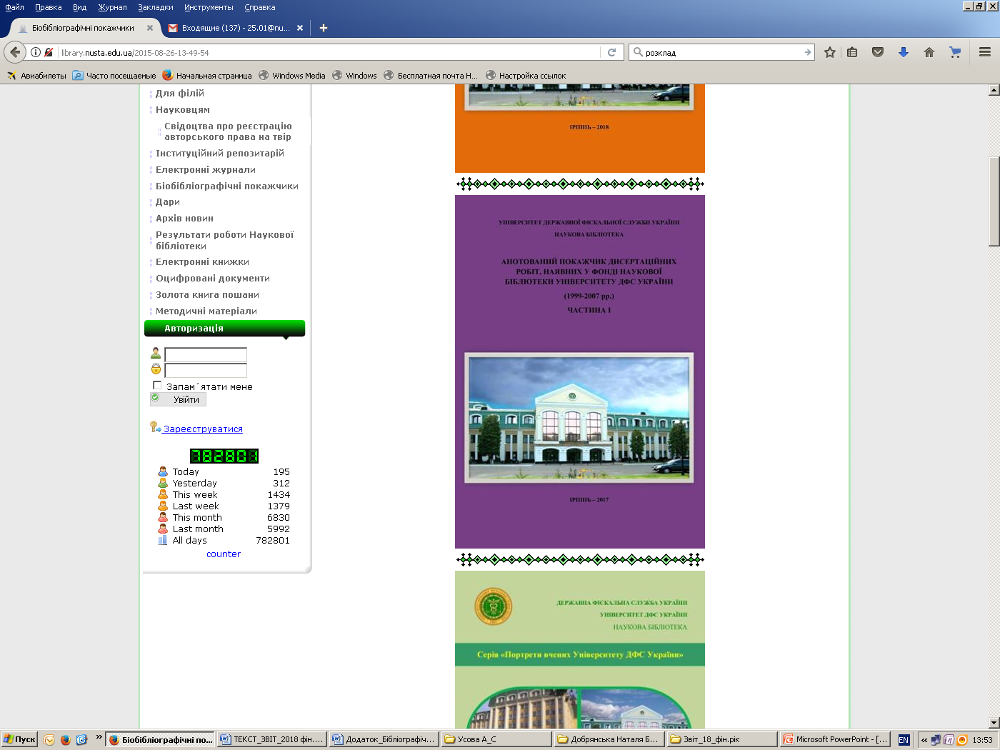 Файл Правка Вид Журнал Закладки Инструменты Справка
Біобібліографічні покажчики
Входящие (137) - 25.01@nu...
library.nusta.edu.ua/2015-08-26-13-49-54
розклад
Авиабилеты Часто посещаемые Начальная страница Windows Media Windows Бесплатная почта H... Настройка ссылок
Для філій
Науковцям
Свідоцтва про реєстрацію
авторського права на твір
Інституційний репозитарій
Електронні журнали
Біобібліографічні покажчики
Дари
Архів новин
Результати роботи Наукової
бібліотеки
Електронні книжки
Оцифровані документи
Золота книга пошани
Методичні матеріали
Авторизація
Запам´ятати мене
Увійти
Зареєструватися
782801
Today 195
Yesterday 312
This week 1434
Last week 1379
This month 6830
Last month 5992
All days 782801
counter
ІРПІНЬ – 2018
УНІВЕРСИТЕТ ДЕРЖАВНОЇ ФІСКАЛЬНОЇ СЛУЖБИ УКРАЇНИ
НАУКОВА БІБЛІОТЕКА
АНОТОВАНИЙ ПОКАЖЧИК ДИСЕРТАЦІЙНИХ
РОБІТ, НАЯВНИХ У ФОНДІ НАУКОВОЇ
БІБЛІОТЕКИ УНІВЕРСИТЕТУ ДФС УКРАЇНИ
(1999-2007 рр.)
ЧАСТИНА І
ІРПІНЬ – 2017
ДЕРЖАВНА ФІСКАЛЬНА СЛУЖБА УКРАЇНИ
УНІВЕРСИТЕТ ДФС УКРАЇНИ
НАУКОВА БІБЛІОТЕКА
Серія «Портрети вчених Університету ДФС України»
Пуск
»
Біобібліографічні по...
ТЕКСТ_ЗВІТ_2018 фін....
Додаток_Бібліографіч...
Усова А_С
Добрянська Наталя Б...
Звіт_18_фін.рік
Microsoft PowerPoint - [...
EN
«
13:53